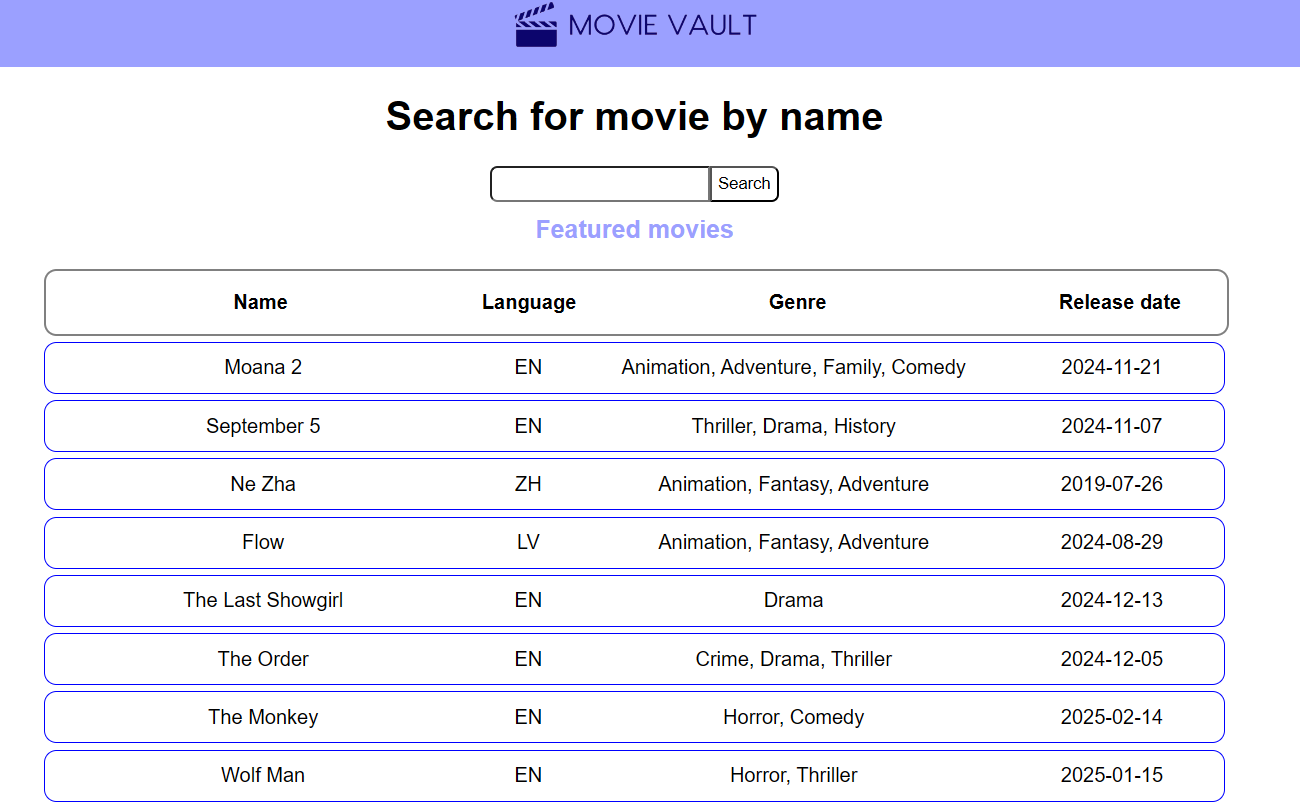 MOVIE VAULT
Search for movie by name
Search
Featured movies
Name Language Genre Release date
Moana 2 EN Animation, Adventure, Family, Comedy 2024-11-21
September 5 EN Thriller, Drama, History 2024-11-07
Ne Zha ZH Animation, Fantasy, Adventure 2019-07-26
Flow LV Animation, Fantasy, Adventure 2024-08-29
The Last Showgirl EN Drama 2024-12-13
The Order EN Crime, Drama, Thriller 2024-12-05
The Monkey EN Horror, Comedy 2025-02-14
Wolf Man EN Horror, Thriller 2025-01-15